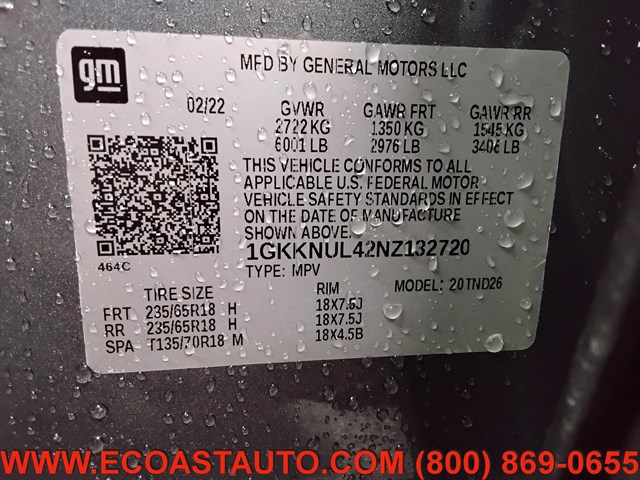 gm
MFD BY GENERAL MOTORS LLC
02/22 GVWR GAWR FRT GAWR RR
2722 KG 1350 KG 1545 KG
6001 LB 2976 LB 3406 LB
THIS VEHICLE CONFORMS TO ALL
APPLICABLE U.S. FEDERAL MOTOR
VEHICLE SAFETY STANDARDS IN EFFECT
ON THE DATE OF MANUFACTURE
SHOWN ABOVE.
1GKKNUL42NZ132720
464C TYPE: MPV MODEL: 20TND26
TIRE SIZE RIM
FRT 235/65R18 H 18X7.5J
RR 235/65R18 H 18X7.5J
SPA T135/70R18 M 18X4.5B
WWW.ECOASTAUTO.COM (800) 869-0655